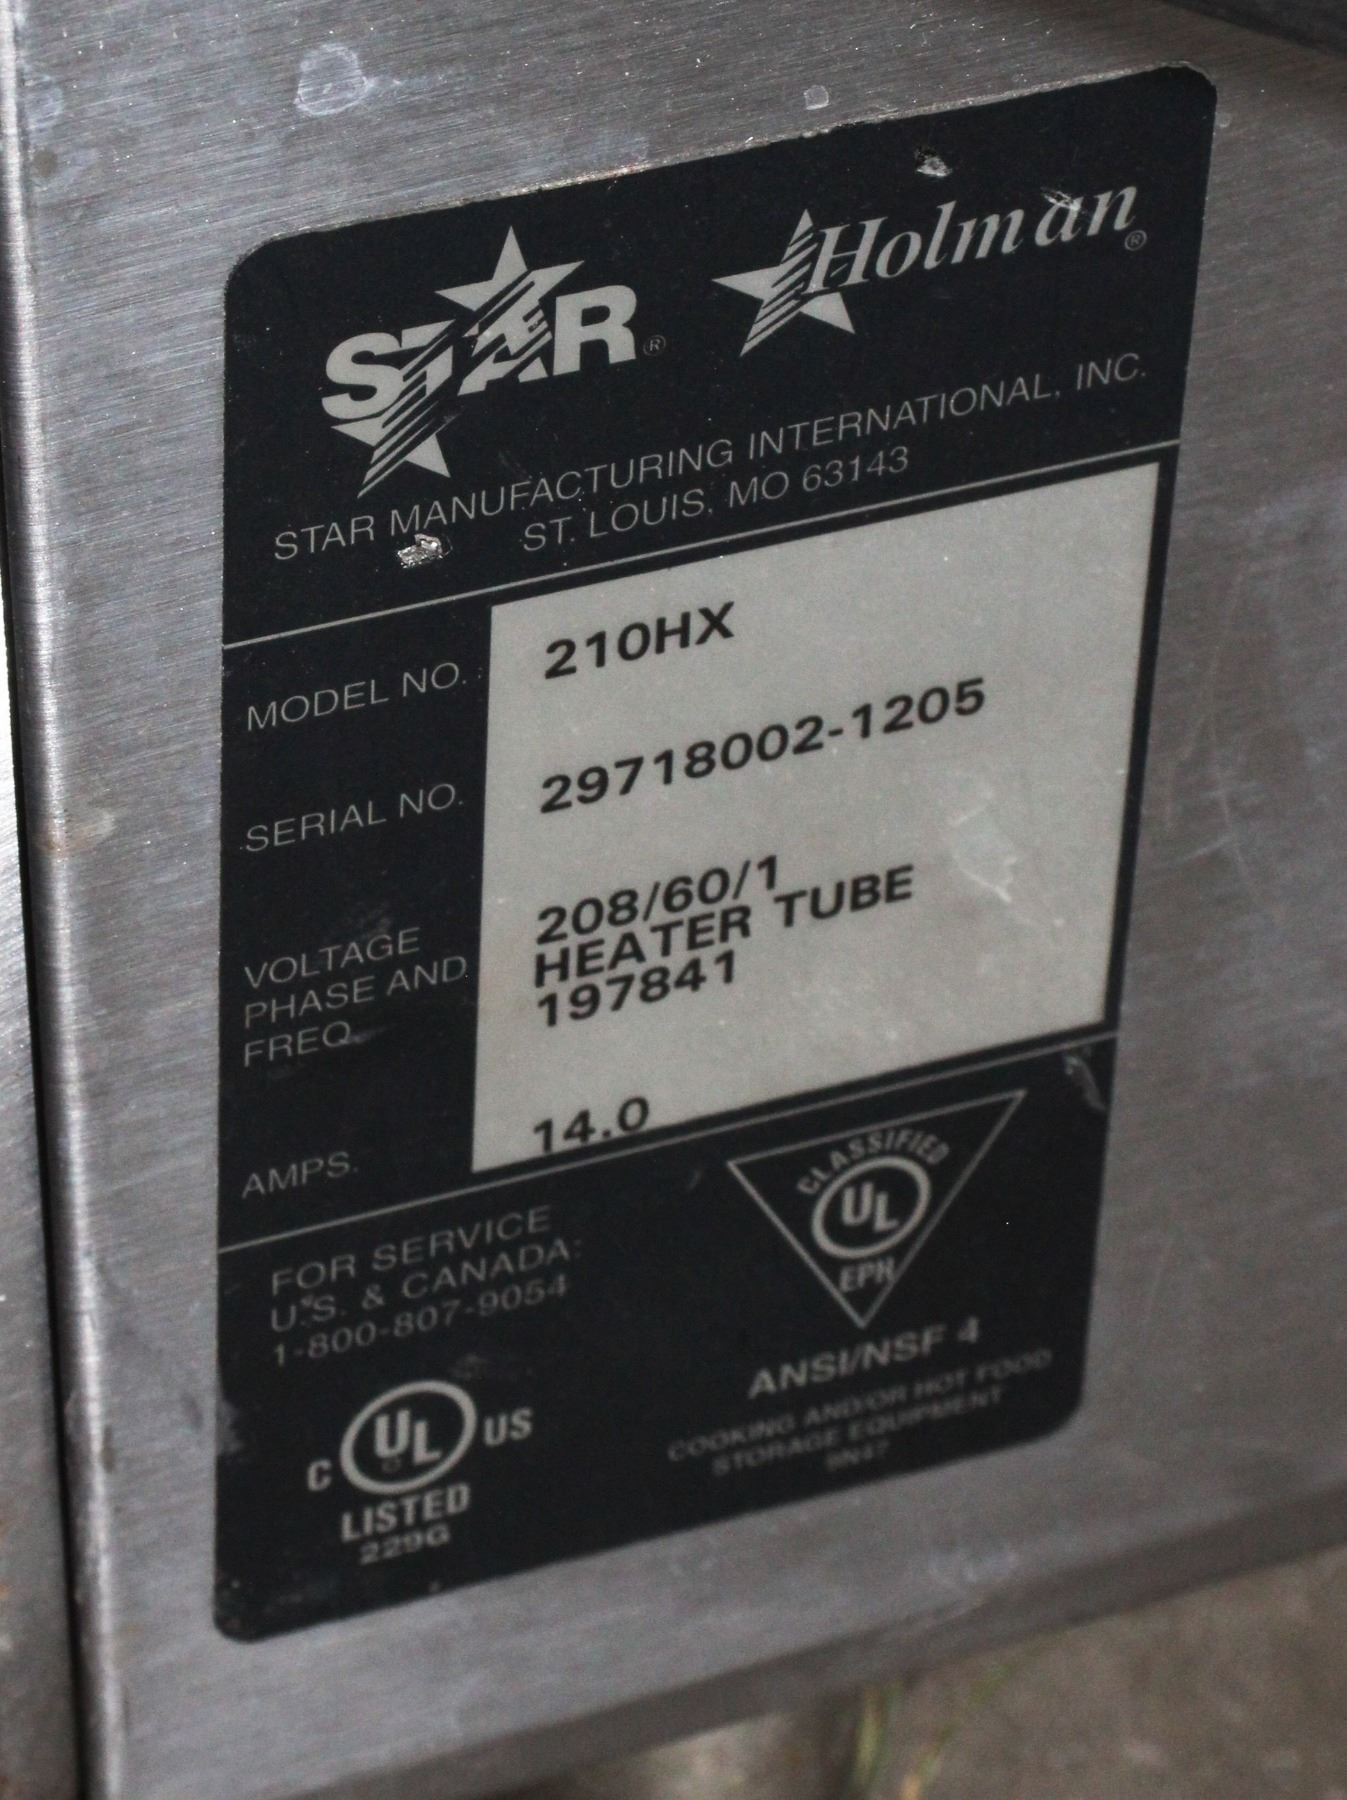 STAR® Holman®
STAR MANUFACTURING INTERNATIONAL, INC.
ST. LOUIS, MO 63143
MODEL NO. 210HX
SERIAL NO. 29718002-1205
VOLTAGE
PHASE AND
FREQ.
208/60/1
HEATER TUBE
197841
AMPS. 14.0
FOR SERVICE
U.S. & CANADA:
1-800-807-9054
C UL® US
LISTED
229G
CLASSIFIED
UL
EPH
ANSI/NSF 4
COOKING AND/OR HOT FOOD
STORAGE EQUIPMENT
9N47